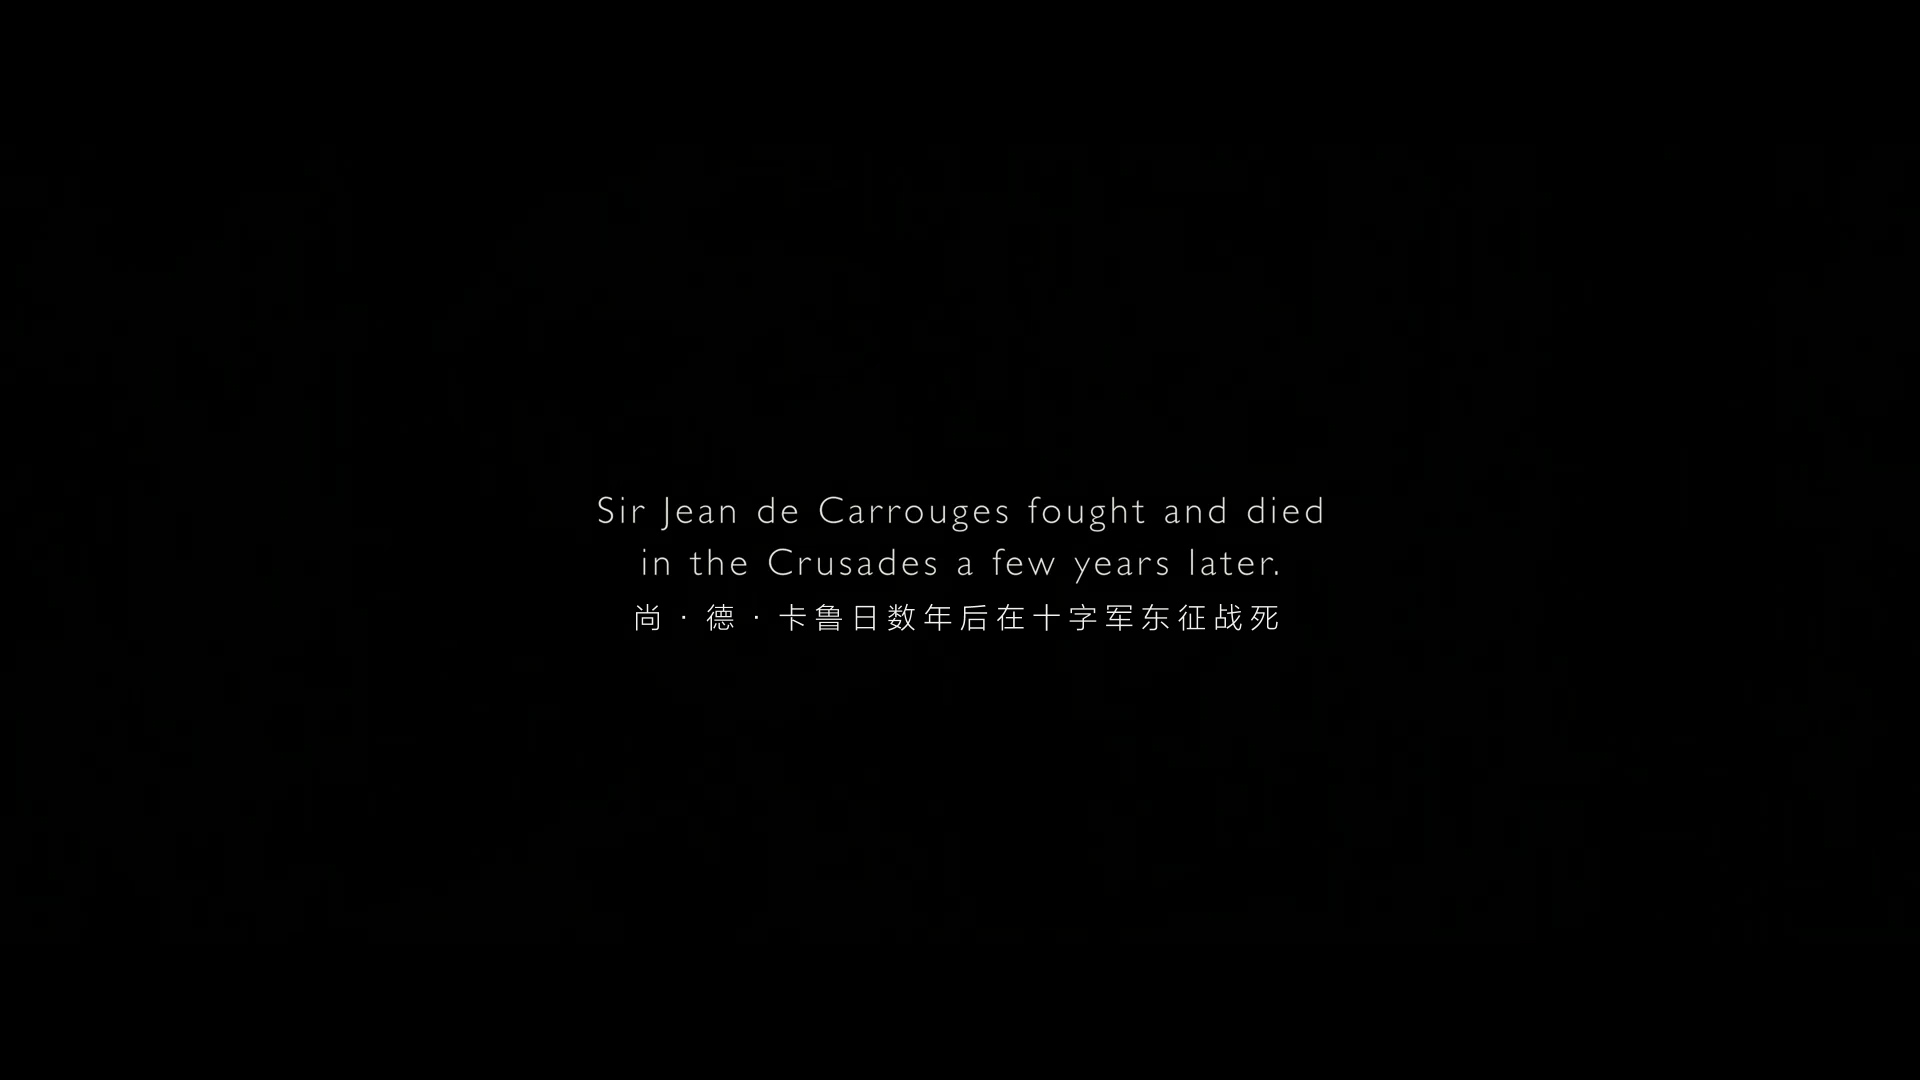 Sir Jean de Carrouges fought and died
in the Crusades a few years later.
尚·德·卡鲁日数年后在十字军东征战死